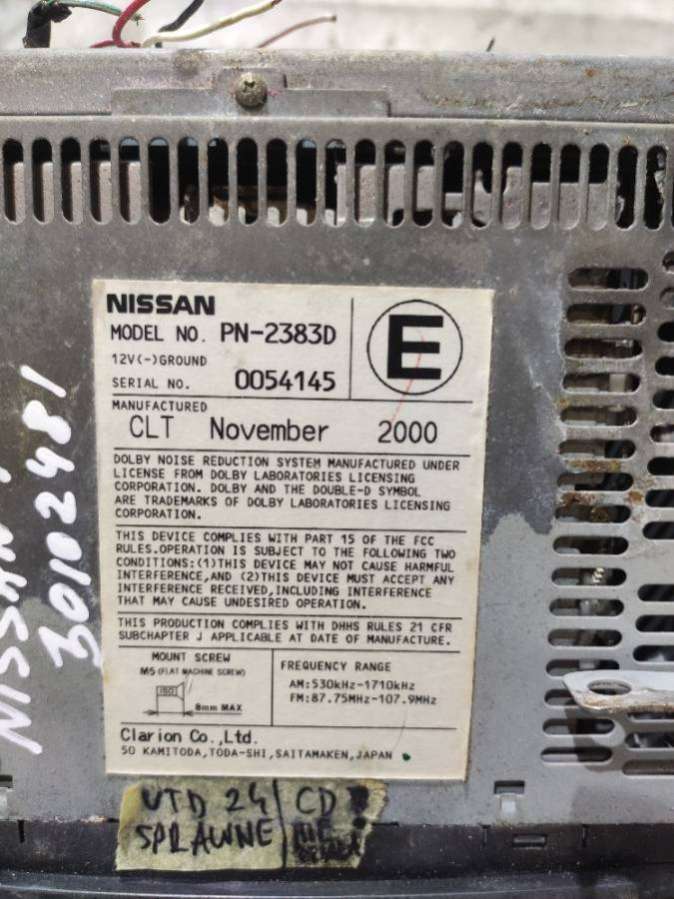 NISSAN
MODEL NO. PN-2383D
12V(-)GROUND
SERIAL NO. 0054145
E
MANUFACTURED
CLT November 2000
DOLBY NOISE REDUCTION SYSTEM MANUFACTURED UNDER
LICENSE FROM DOLBY LABORATORIES LICENSING
CORPORATION. DOLBY AND THE DOUBLE-D SYMBOL
ARE TRADEMARKS OF DOLBY LABORATORIES LICENSING
CORPORATION.
THIS DEVICE COMPLIES WITH PART 15 OF THE FCC
RULES.OPERATION IS SUBJECT TO THE FOLLOWING TWO
CONDITIONS:(1)THIS DEVICE MAY NOT CAUSE HARMFUL
INTERFERENCE,AND (2)THIS DEVICE MUST ACCEPT ANY
INTERFERENCE RECEIVED,INCLUDING INTERFERENCE
THAT MAY CAUSE UNDESIRED OPERATION.
THIS PRODUCTION COMPLIES WITH DHHS RULES 21 CFR
SUBCHAPTER J APPLICABLE AT DATE OF MANUFACTURE.
MOUNT SCREW
M5 (FLAT MACHINE SCREW)
ISO
8mm MAX
FREQUENCY RANGE
AM:530kHz-1710kHz
FM:87.75MHz-107.9MHz
Clarion Co.,Ltd.
50 KAMITODA,TODA-SHI,SAITAMAKEN,JAPAN
NISSAN
30102481
UTD 24 CD
SPRAWNE